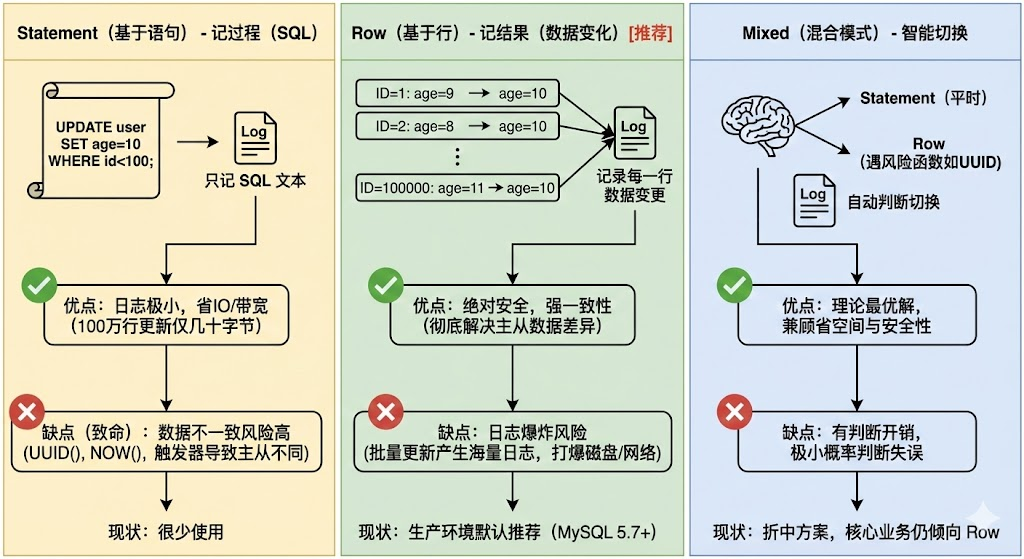 Statement（基于语句）- 记过程（SQL）
UPDATE user
SET age=10
WHERE id<100;
Log
只记 SQL 文本
优点：日志极小，省IO/带宽
（100万行更新仅几十字节）
缺点（致命）：数据不一致风险高
(UUID(), NOW(), 触发器导致主从不同)
现状：很少使用
Row（基于行）- 记结果（数据变化）[推荐]
ID=1: age=9 → age=10
ID=2: age=8 → age=10
⋮
ID=100000: age=11 → age=10
Log
记录每一行
数据变更
优点：绝对安全，强一致性
（彻底解决主从数据差异）
缺点：日志爆炸风险
(批量更新产生海量日志，打爆磁盘/网络)
现状：生产环境默认推荐（MySQL 5.7+）
Mixed（混合模式）- 智能切换
Statement（平时）
Row
（遇风险函数如UUID)
Log
自动判断切换
优点：理论最优解，
兼顾省空间与安全性
缺点：有判断开销，
极小概率判断失误
现状：折中方案，核心业务仍倾向 Row